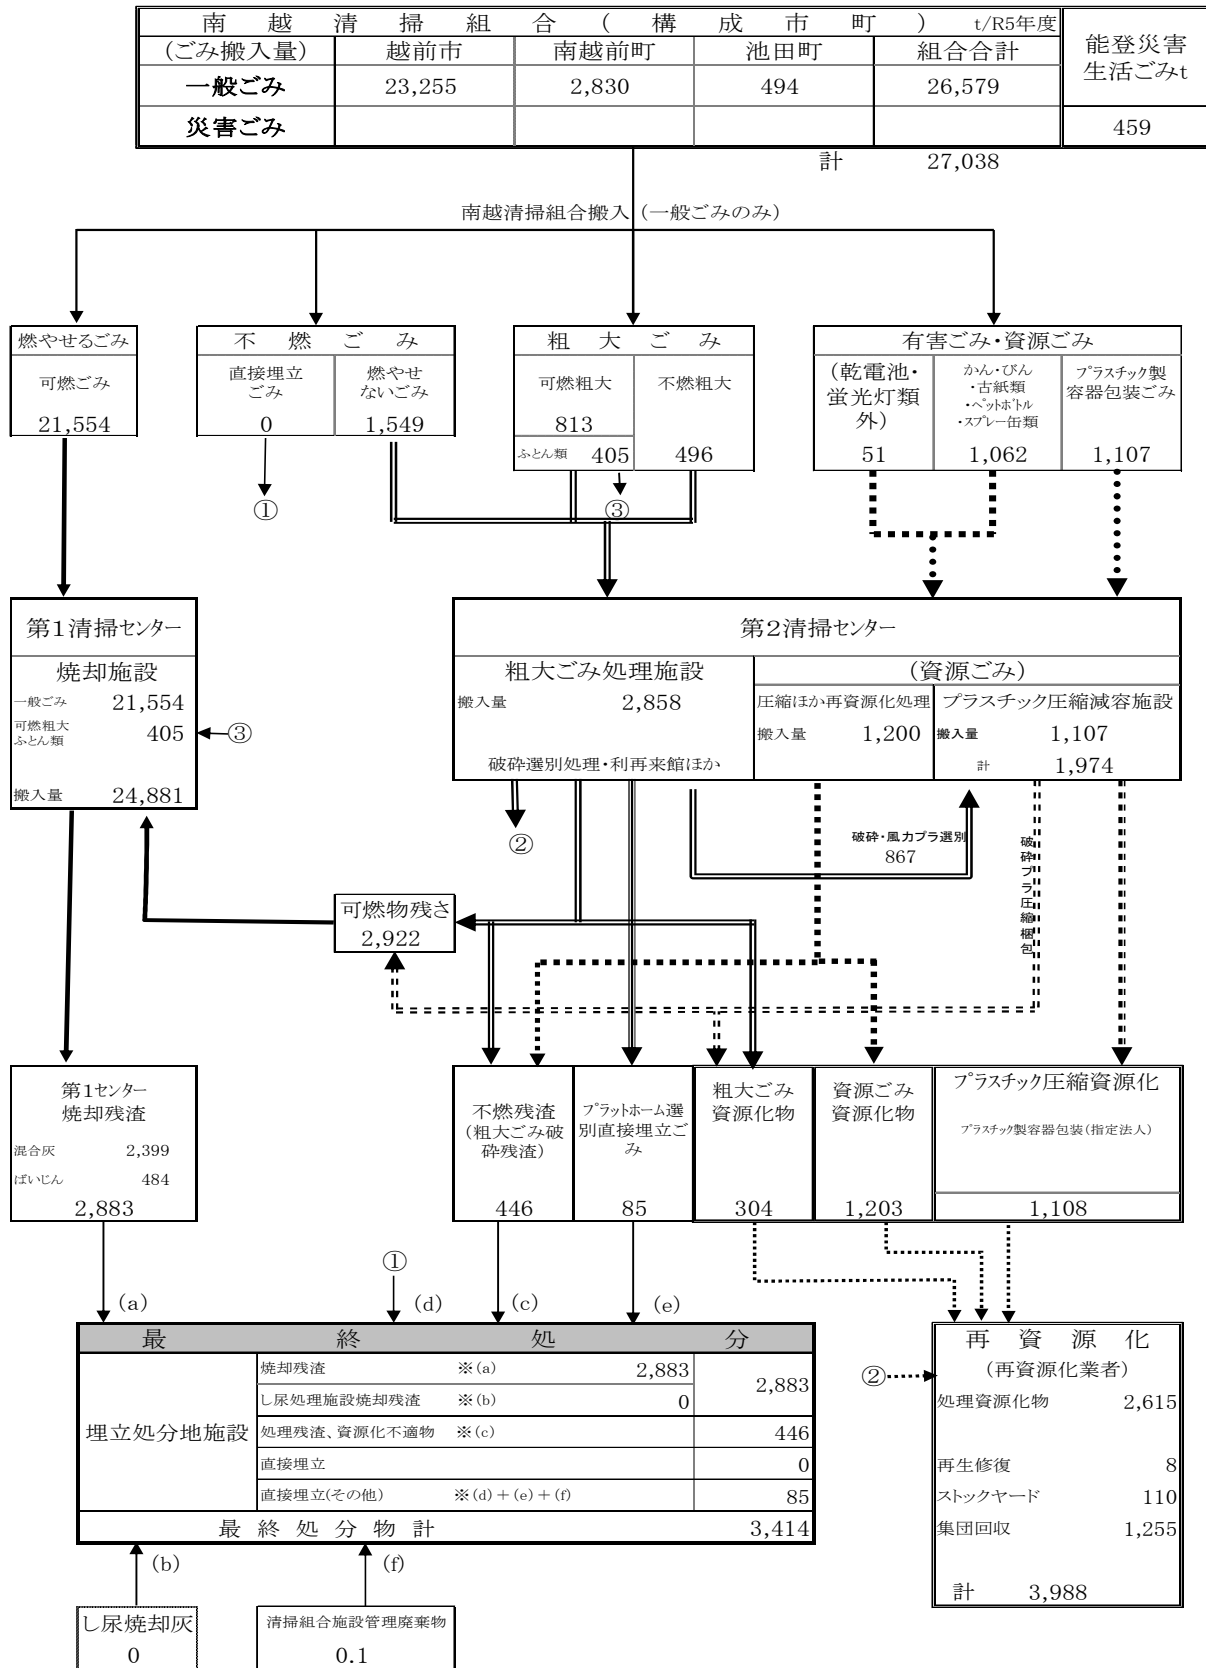 南越清掃組合(構成市町) t/R5年度
能登災害
生活ごみt
(ごみ搬入量) 越前市 南越前町 池田町 組合合計
一般ごみ 23,255 2,830 494 26,579
災害ごみ 459
計 27,038
南越清掃組合搬入(一般ごみのみ)
燃やせるごみ
可燃ごみ
21,554
不燃ごみ
直接埋立
ごみ
0
燃やせ
ないごみ
1,549
①
粗大ごみ
可燃粗大
813
ふとん類 405
不燃粗大
496
③
有害ごみ・資源ごみ
(乾電池・
蛍光灯類
外)
51
かん・びん
・古紙類
・ペットボトル
・スプレー缶類
1,062
プラスチック製
容器包装ごみ
1,107
第1清掃センター
焼却施設
一般ごみ 21,554
可燃粗大
ふとん類 405
③
搬入量 24,881
第2清掃センター
粗大ごみ処理施設
搬入量 2,858
破砕選別処理・利再来館ほか
(資源ごみ)
圧縮ほか再資源化処理
搬入量 1,200
プラスチック圧縮減容施設
搬入量 1,107
計 1,974
②
破砕・風力プラ選別
867
破砕プラ圧縮梱包
可燃物残さ
2,922
第1センター
焼却残渣
混合灰 2,399
ばいじん 484
2,883
不燃残渣
(粗大ごみ破
砕残渣)
446
プラットホーム選
別直接埋立ご
み
85
粗大ごみ
資源化物
304
資源ごみ
資源化物
1,203
プラスチック圧縮資源化
プラスチック製容器包装(指定法人)
1,108
①
(a) (d) (c) (e)
最終処分
埋立処分地施設
焼却残渣 ※(a) 2,883
2,883
し尿処理施設焼却残渣 ※(b) 0
処理残渣、資源化不適物 ※(c) 446
直接埋立 0
直接埋立(その他) ※(d)+(e)+(f) 85
最終処分物計 3,414
(b) (f)
し尿焼却灰
0
清掃組合施設管理廃棄物
0.1
再資源化
(再資源化業者)
②
処理資源化物 2,615
再生修復 8
ストックヤード 110
集団回収 1,255
計 3,988